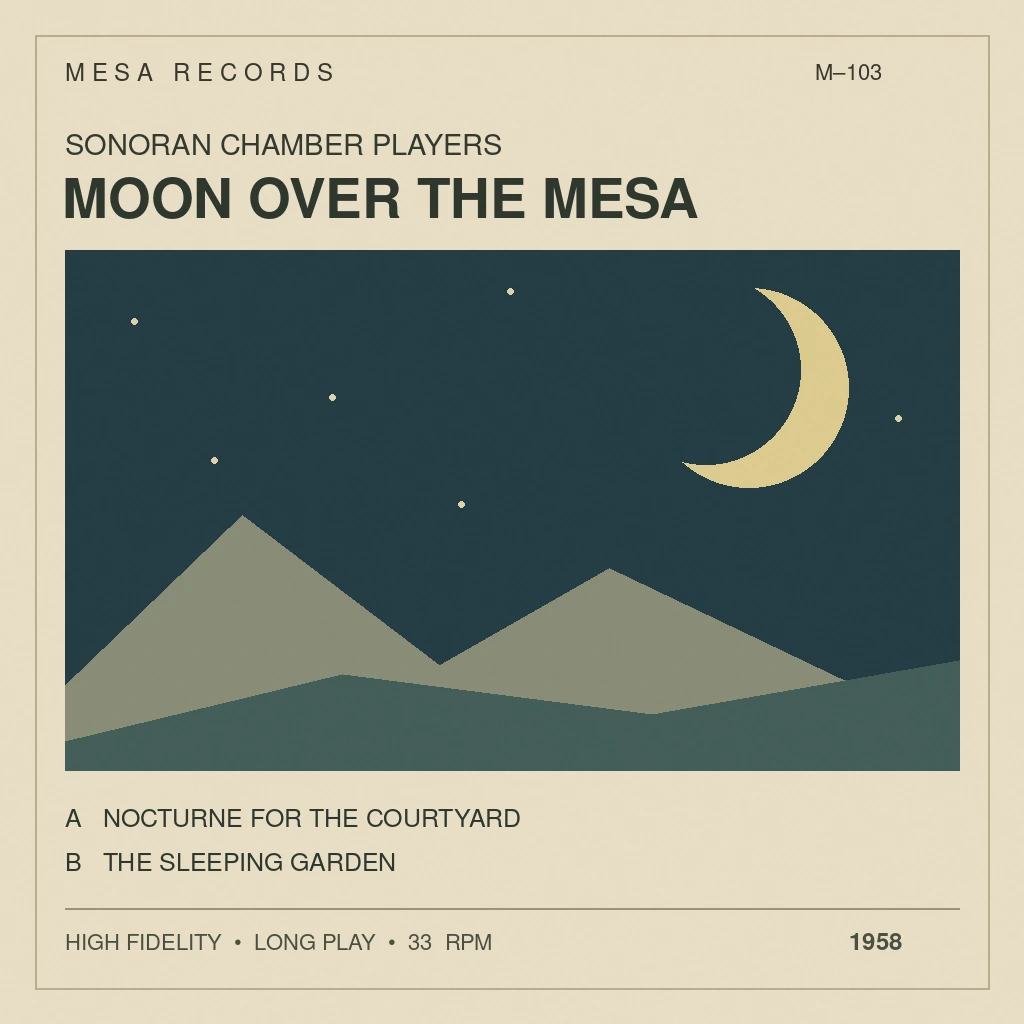 MESA RECORDS M–103
SONORAN CHAMBER PLAYERS
MOON OVER THE MESA
A NOCTURNE FOR THE COURTYARD
B THE SLEEPING GARDEN
HIGH FIDELITY • LONG PLAY • 33 RPM 1958